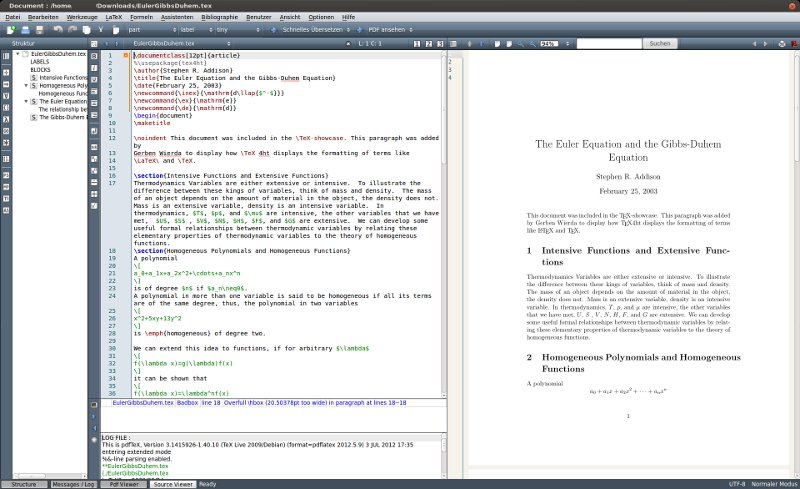 Document : /home /Downloads/EulerGibbsDuhem.tex
Datei Bearbeiten Werkzeuge LaTeX Formeln Assistenten Bibliographie Benutzer Ansicht Optionen Hilfe
part label tiny Schnelles Übersetzen PDF ansehen
Struktur
EulerGibbsDuhem.tex
LABELS
BLOCKS
Intensive Functions
Homogeneous Poly
Homogeneous Func
The Euler Equation
The relationship be
The Gibbs-Duhem
EulerGibbsDuhem.tex L: 1 C: 1 1 2 3
1 \documentclass[12pt]{article}
2 %\usepackage{tex4ht}
3 \author{Stephen R. Addison}
4 \title{The Euler Equation and the Gibbs-Duhem Equation}
5 \date{February 25, 2003}
6 \newcommand{\inex}{\mathrm{d\llap{$^-$}}}
7 \newcommand{\ex}{\mathrm{e}}
8 \newcommand{\de}{\mathrm{d}}
9 \begin{document}
10 \maketitle
11
12 \noindent This document was included in the \TeX-showcase. This paragraph was added
by
13 Gerben Wierda to display how \TeX 4ht displays the formatting of terms like
14 \LaTeX\ and \TeX.
15
16 \section{Intensive Functions and Extensive Functions}
17 Thermodynamics Variables are either extensive or intensive. To illustrate the
difference between these kings of variables, think of mass and density. The mass
of an object depends on the amount of material in the object, the density does not.
Mass is an extensive variable, density is an intensive variable. In
thermodynamics, $T$, $p$, and $\mu$ are intensive, the other variables that we have
met, $U$, $S$ , $V$, $N$, $H$, $F$, and $G$ are extensive. We can develop some
useful formal relationships between thermodynamic variables by relating these
elementary properties of thermodynamic variables to the theory of homogeneous
functions.
18 \section{Homogeneous Polynomials and Homogeneous Functions}
19 A polynomial
20 \[
21 a_0+a_1x+a_2x^2+\cdots+a_nx^n
22 \]
23 is of degree $n$ if $a_n\neq0$.
24 A polynomial in more than one variable is said to be homogeneous if all its terms
are of the same degree, thus, the polynomial in two variables
25 \[
26 x^2+5xy+13y^2
27 \]
28 is \emph{homogeneous} of degree two.
29
30 We can extend this idea to functions, if for arbitrary $\lambda$
31 \[
32 f(\lambda x)=g(\lambda)f(x)
33 \]
34 it can be shown that
35 \[
36 f(\lambda x)=\lambda^nf(x)
EulerGibbsDuhem.tex Badbox line 18 Overfull \hbox (20.50378pt too wide) in paragraph at lines 18--18
LOG FILE :
This is pdfTeX, Version 3.1415926-1.40.10 (TeX Live 2009/Debian) (format=pdflatex 2012.5.9) 3 JUL 2012 17:35
entering extended mode
%&-line parsing enabled.
**EulerGibbsDuhem.tex
(./EulerGibbsDuhem.tex
94% Suchen
2
3
4
The Euler Equation and the Gibbs-Duhem
Equation
Stephen R. Addison
February 25, 2003
This document was included in the TEX-showcase. This paragraph was added
by Gerben Wierda to display how TEX4ht displays the formatting of terms
like LATEX and TEX.
1 Intensive Functions and Extensive Func-
tions
Thermodynamics Variables are either extensive or intensive. To illustrate
the difference between these kings of variables, think of mass and density.
The mass of an object depends on the amount of material in the object,
the density does not. Mass is an extensive variable, density is an intensive
variable. In thermodynamics, T, p, and μ are intensive, the other variables
that we have met, U, S , V, N, H, F, and G are extensive. We can develop
some useful formal relationships between thermodynamic variables by relat-
ing these elementary properties of thermodynamic variables to the theory of
homogeneous functions.
2 Homogeneous Polynomials and Homogeneous
Functions
A polynomial
a₀ + a₁x + a₂x² + ··· + aₙxⁿ
1
Structure Messages / Log Pdf Viewer Source Viewer Ready UTF-8 Normaler Modus